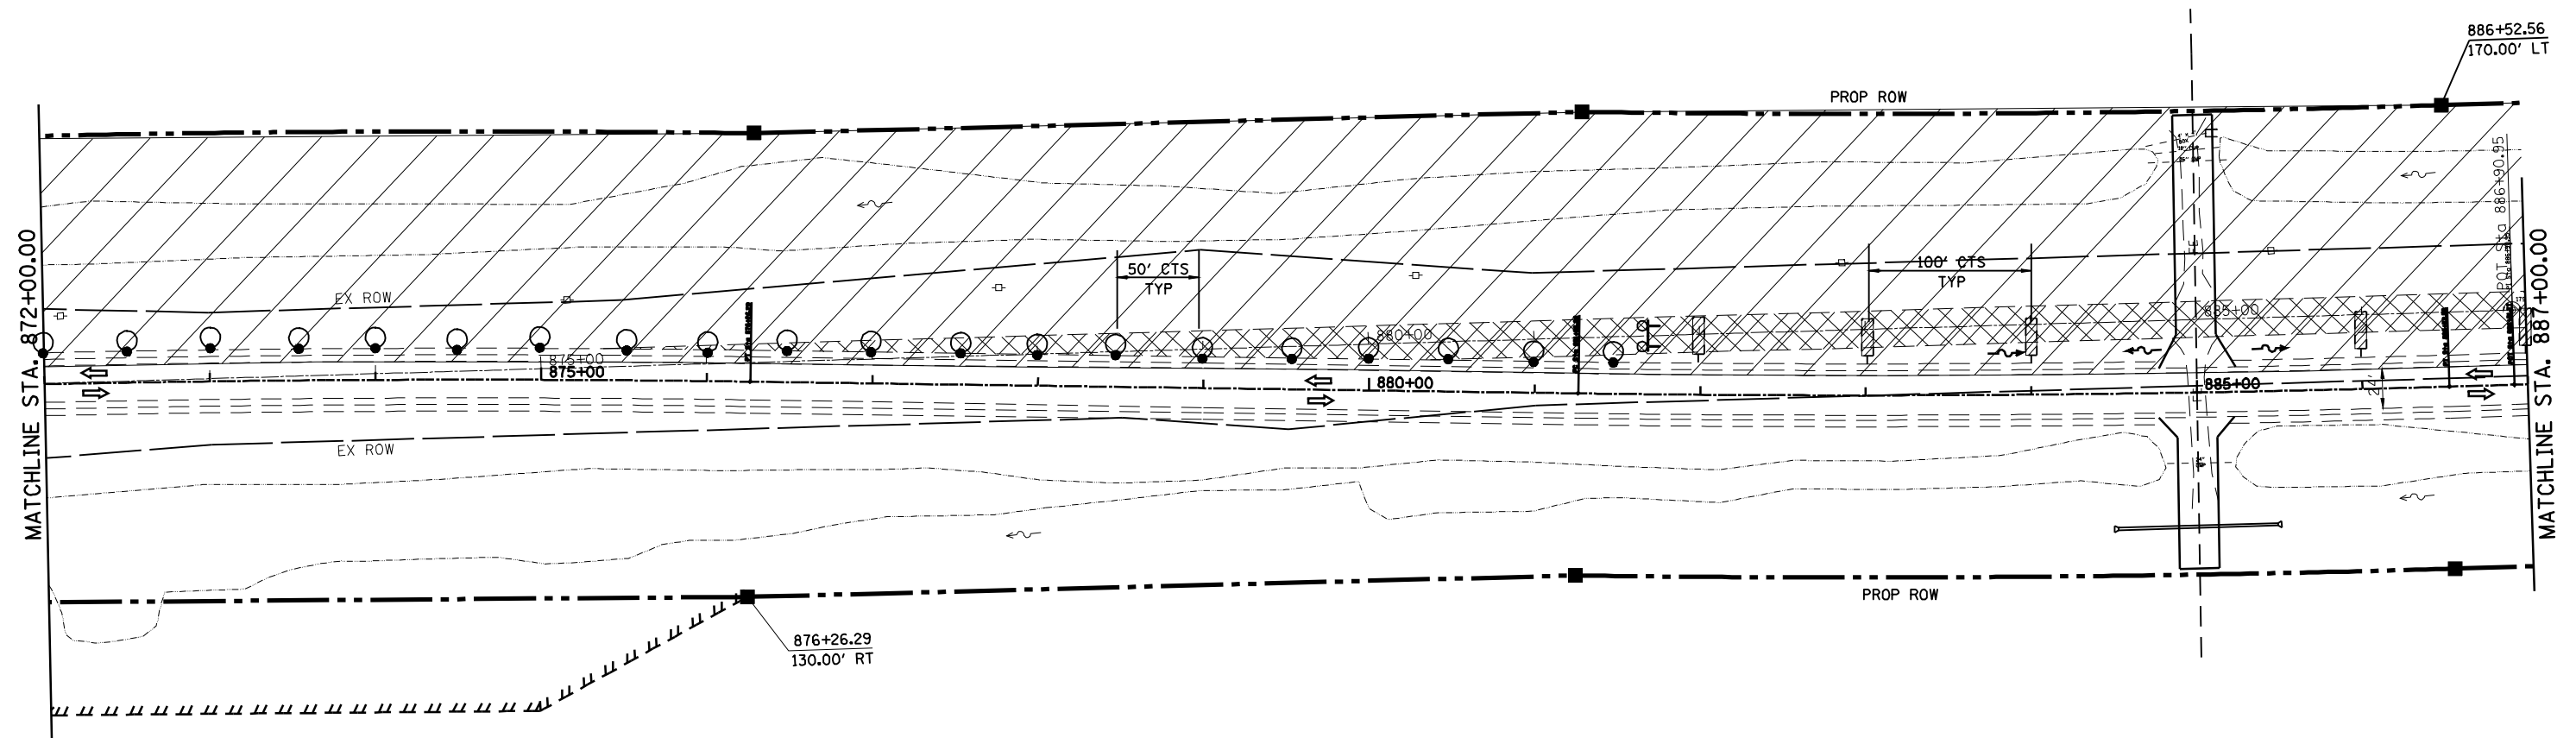 886+52.56
170.00' LT
PROP ROW
POT Sta 886+90.95
MATCHLINE STA. 872+00.00
MATCHLINE STA. 887+00.00
50' CTS
TYP
100' CTS
TYP
EX ROW
885+00
880+00
875+00
875+00
880+00
885+00
24'
EX ROW
PROP ROW
876+26.29
130.00' RT